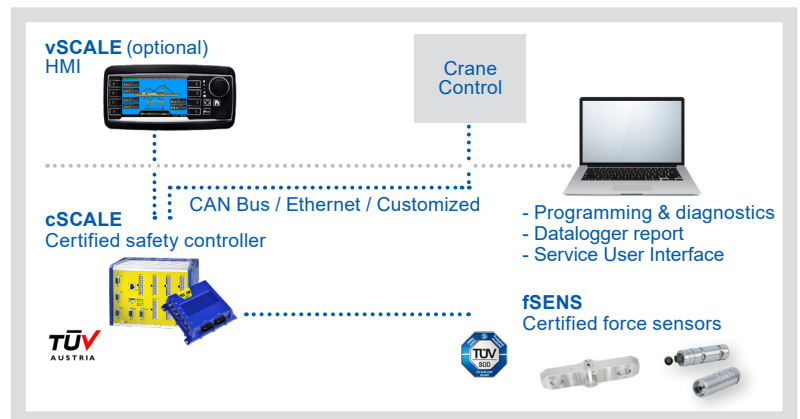 vSCALE (optional)
HMI
Crane
Control
CAN Bus / Ethernet / Customized
cSCALE
Certified safety controller
- Programming & diagnostics
- Datalogger report
- Service User Interface
fSENS
Certified force sensors
TÜV
AUSTRIA
TÜV
SÜD